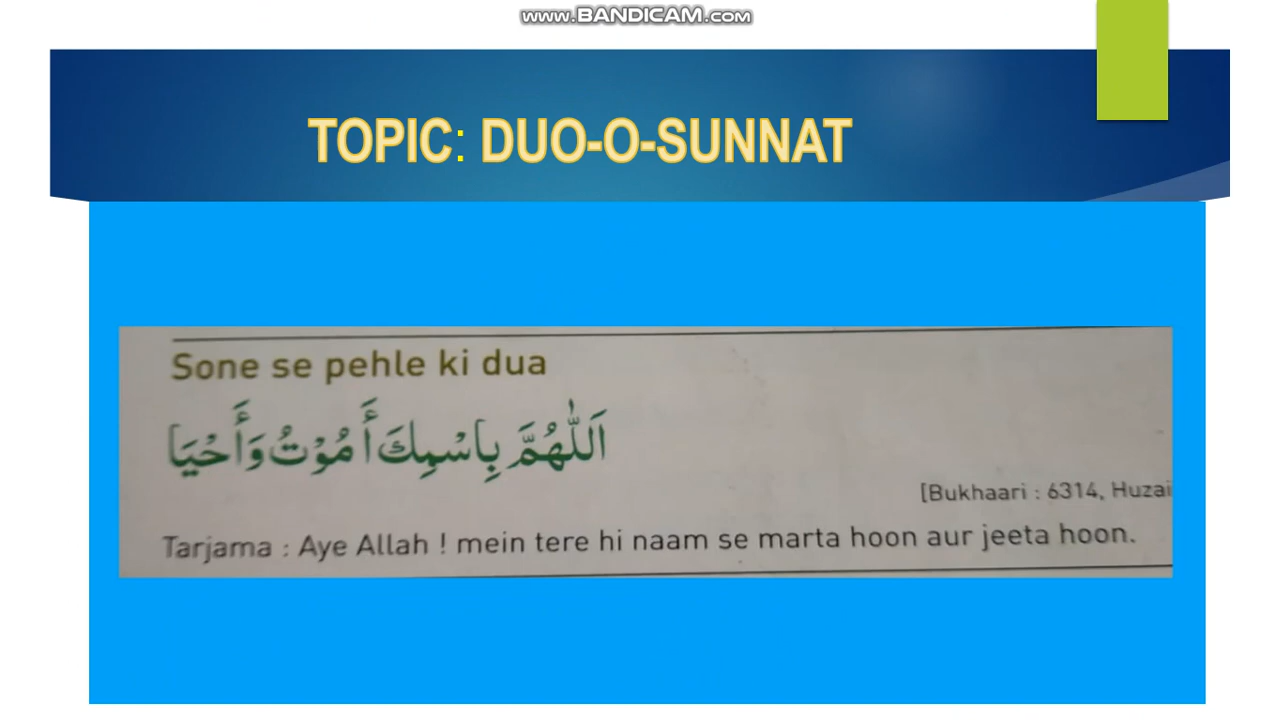 www.BANDICAM.com
TOPIC: DUO-O-SUNNAT
Sone se pehle ki dua
اَللّٰهُمَّ بِاسْمِكَ أَمُوْتُ وَأَحْيَا
[Bukhaari : 6314, Huzai
Tarjama : Aye Allah ! mein tere hi naam se marta hoon aur jeeta hoon.